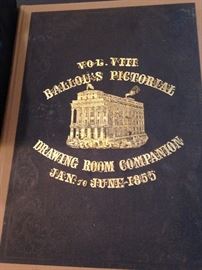 VOL. VIII
BALLOU'S PICTORIAL
DRAWING ROOM COMPANION
JAN. TO JUNE 1855